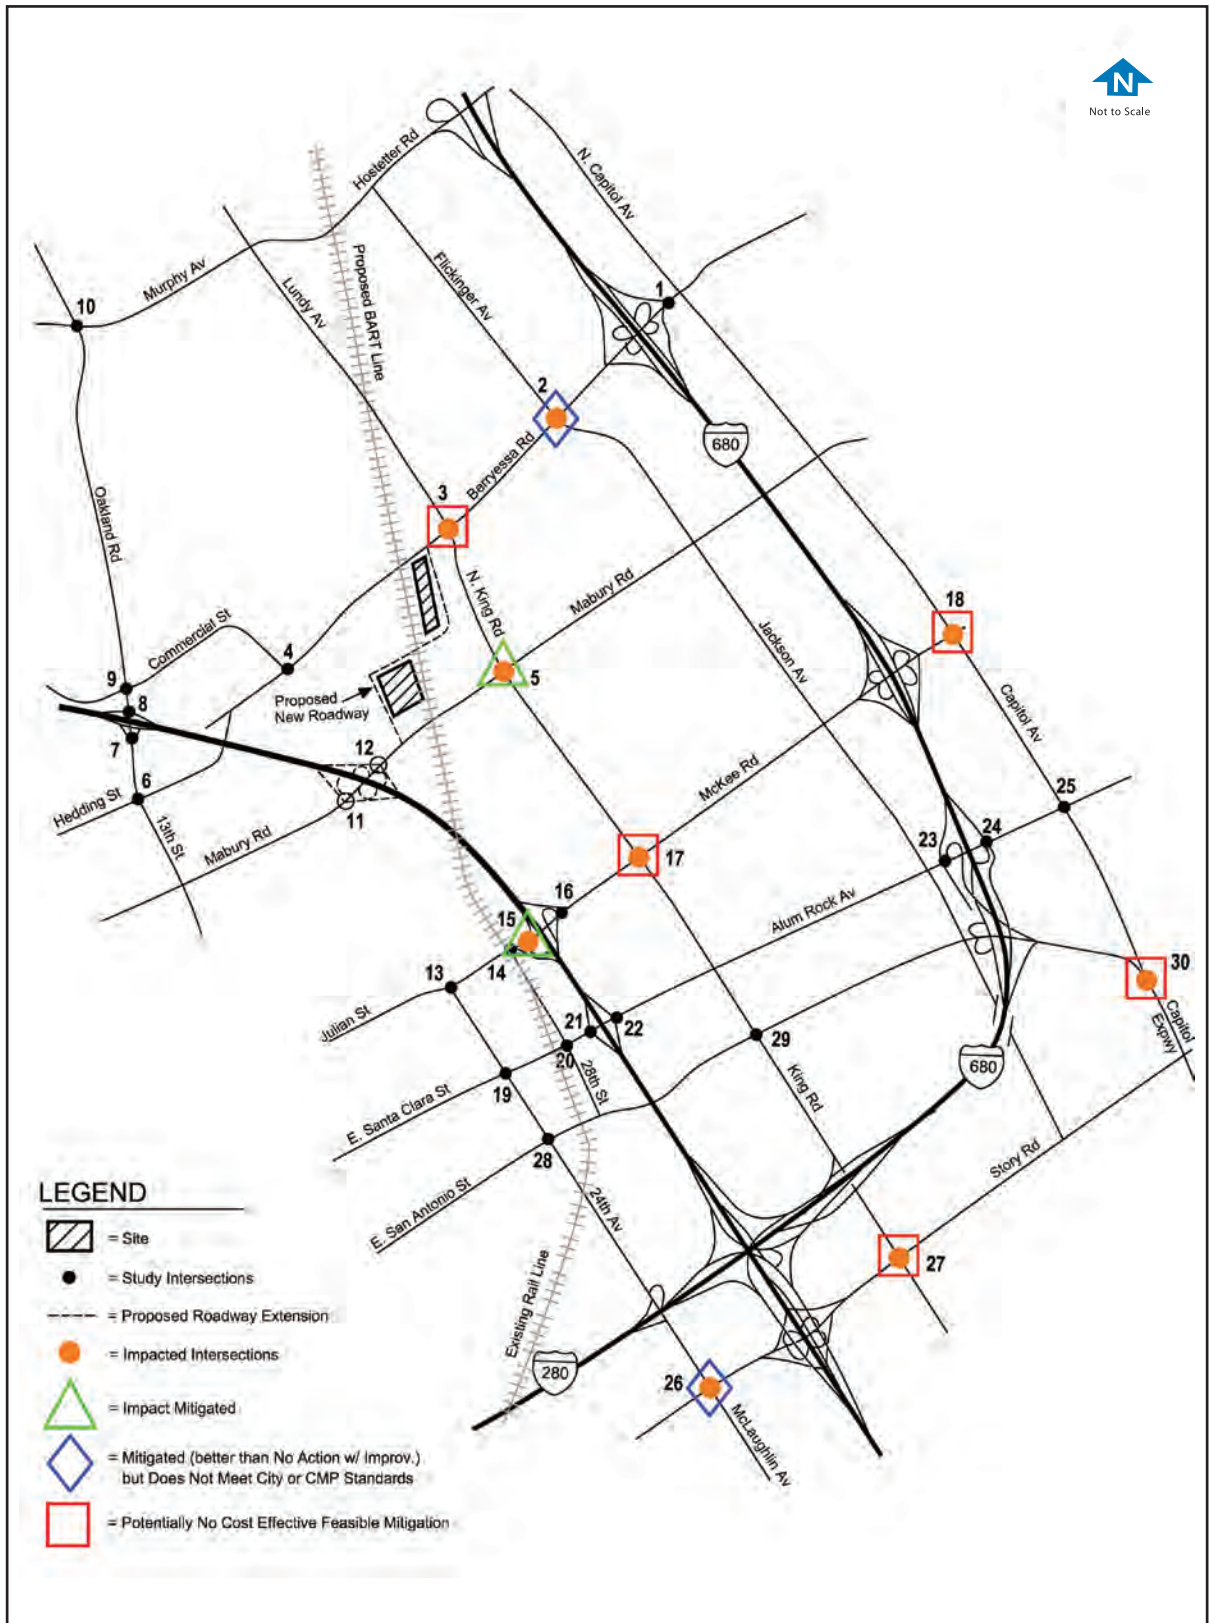 N
Not to Scale
Hostetter Rd
N. Capitol Av
Murphy Av
Lundy Av
Proposed BART Line
Flickinger Av
1
10
2
680
Berryessa Rd
3
Oakland Rd
N. King Rd
Mabury Rd
18
Commercial St
4
Jackson Av
5
9
8
Proposed
New Roadway
Capitol Av
7
12
McKee Rd
6
25
Hedding St
11
24
13th St
Mabury Rd
23
17
16
Alum Rock Av
15
14
13
30
Julian St
21
22
Capitol
Expwy
29
20
680
19
28th St
King Rd
E. Santa Clara St
28
Story Rd
E. San Antonio St
24th Av
27
Existing Rail Line
280
26
McLaughlin Av
LEGEND
= Site
= Study Intersections
= Proposed Roadway Extension
= Impacted Intersections
= Impact Mitigated
= Mitigated (better than No Action w/ Improv.)
but Does Not Meet City or CMP Standards
= Potentially No Cost Effective Feasible Mitigation